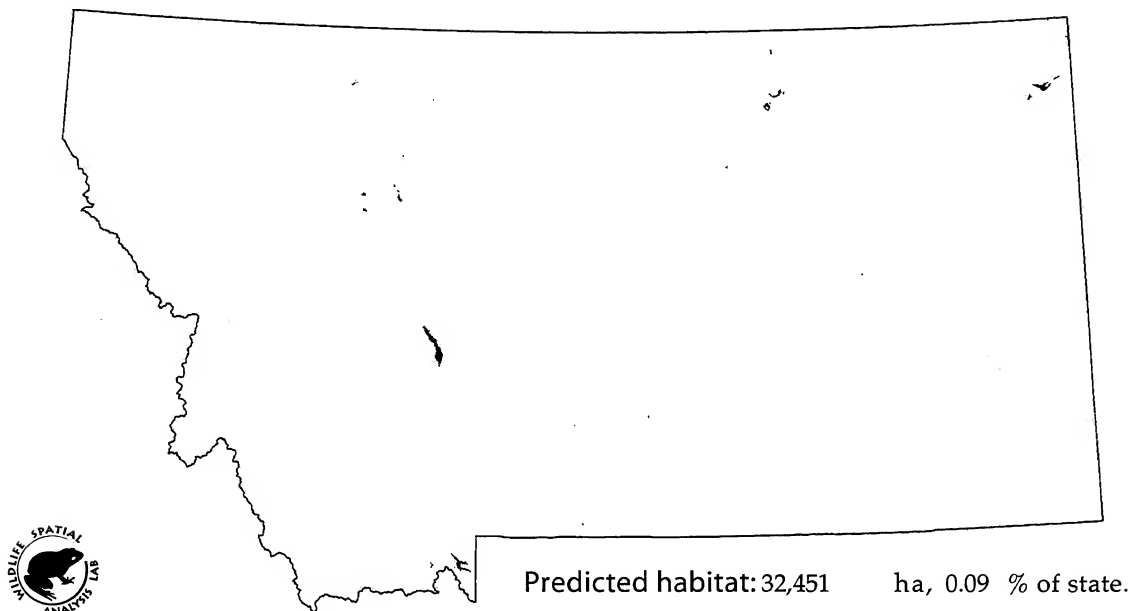 WILDLIFE SPATIAL ANALYSIS LAB
Predicted habitat: 32,451 ha, 0.09 % of state.